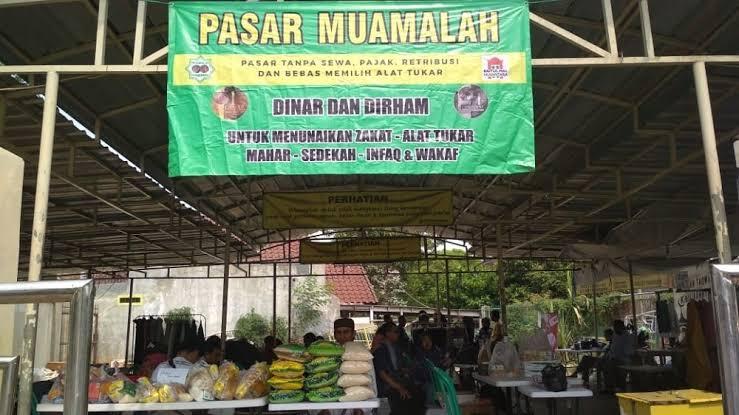 PASAR MUAMALAH
PASAR TANPA SEWA, PAJAK, RETRIBUSI
DAN BEBAS MEMILIH ALAT TUKAR
DINAR DAN DIRHAM
UNTUK MENUNAIKAN ZAKAT - ALAT TUKAR
MAHAR - SEDEKAH - INFAQ & WAKAF
PERHATIAN
PERHATIAN